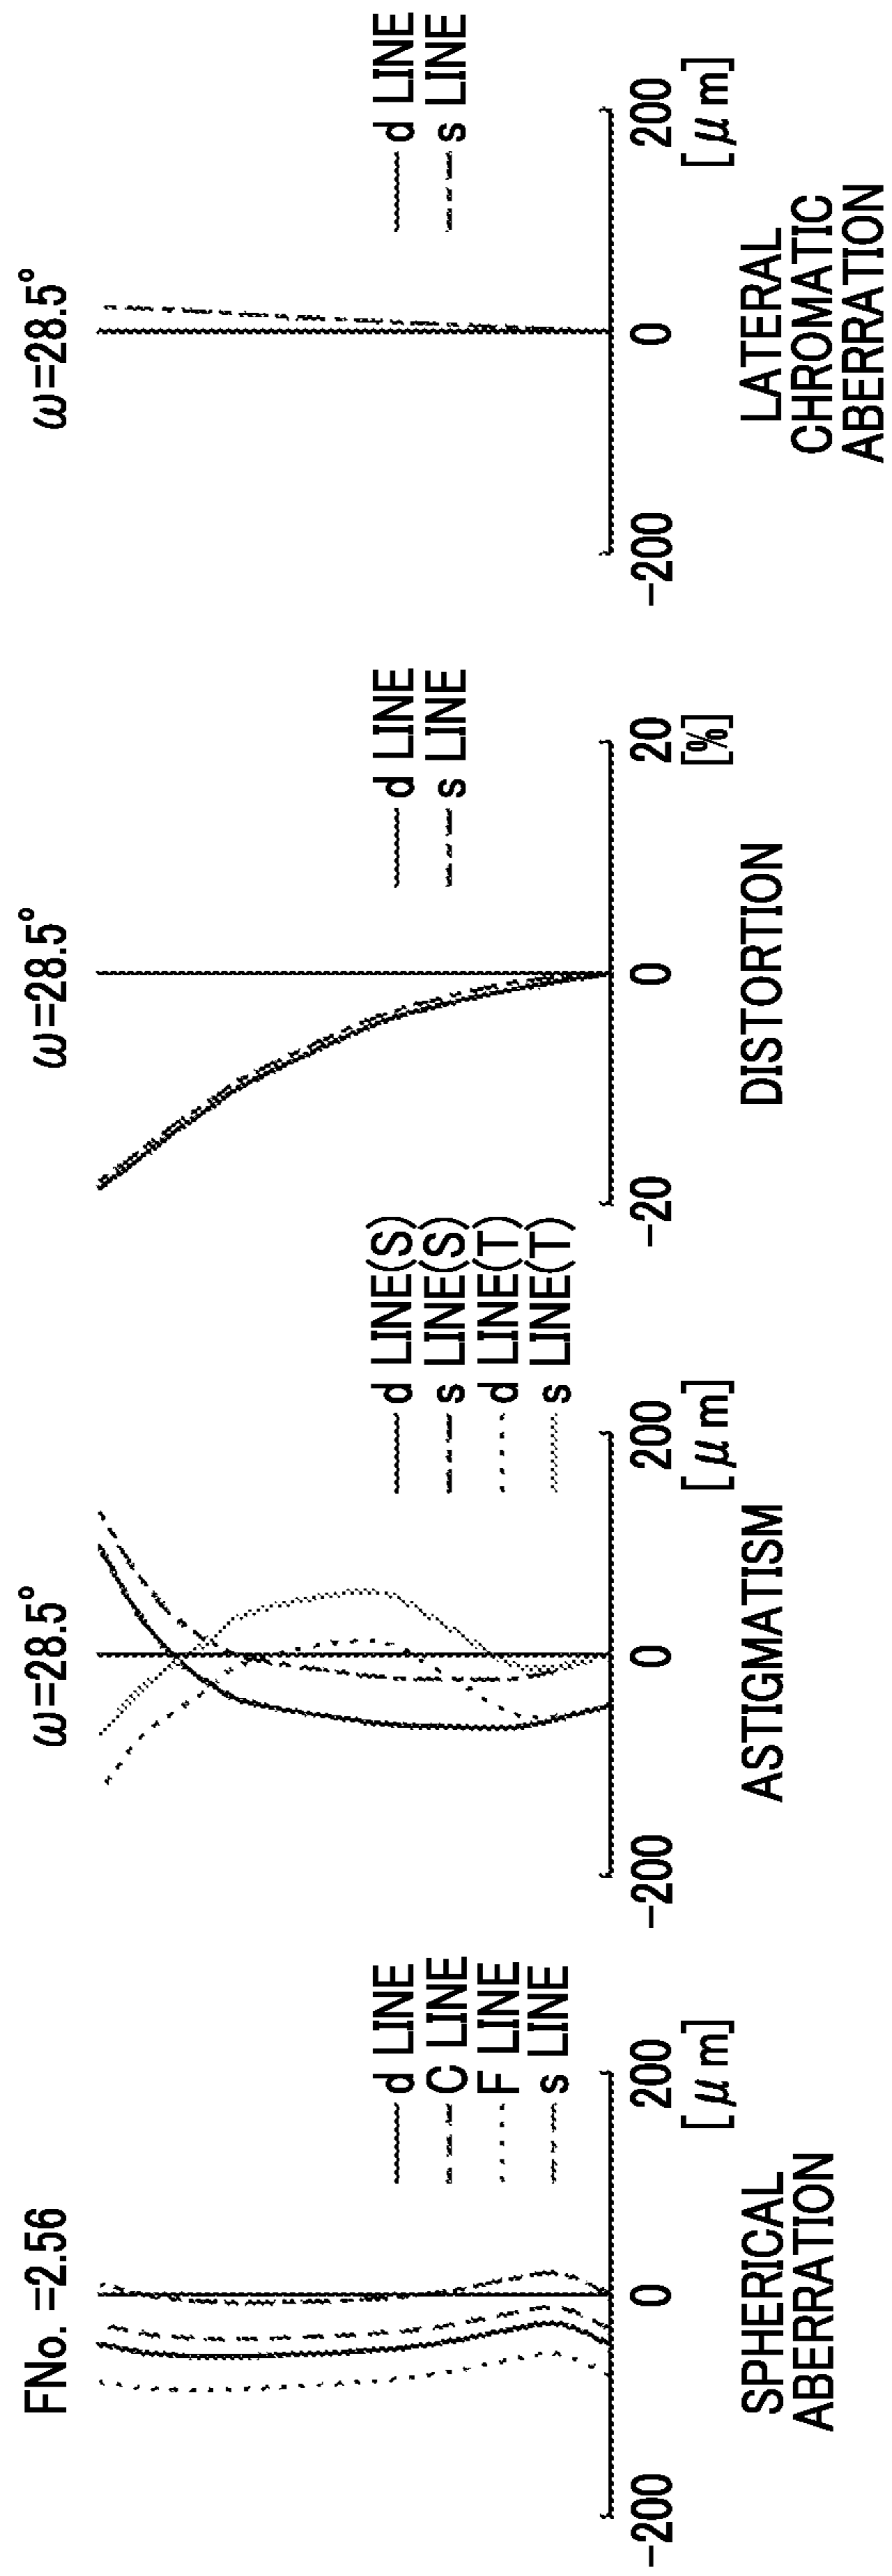 FNo. =2.56
d LINE
C LINE
F LINE
s LINE
-200
0
200
[μm]
SPHERICAL
ABERRATION
ω=28.5°
d LINE(S)
s LINE(S)
d LINE(T)
s LINE(T)
-200
0
200
[μm]
ASTIGMATISM
ω=28.5°
d LINE
s LINE
-20
0
20
[%]
DISTORTION
ω=28.5°
d LINE
s LINE
-200
0
200
[μm]
LATERAL
CHROMATIC
ABERRATION